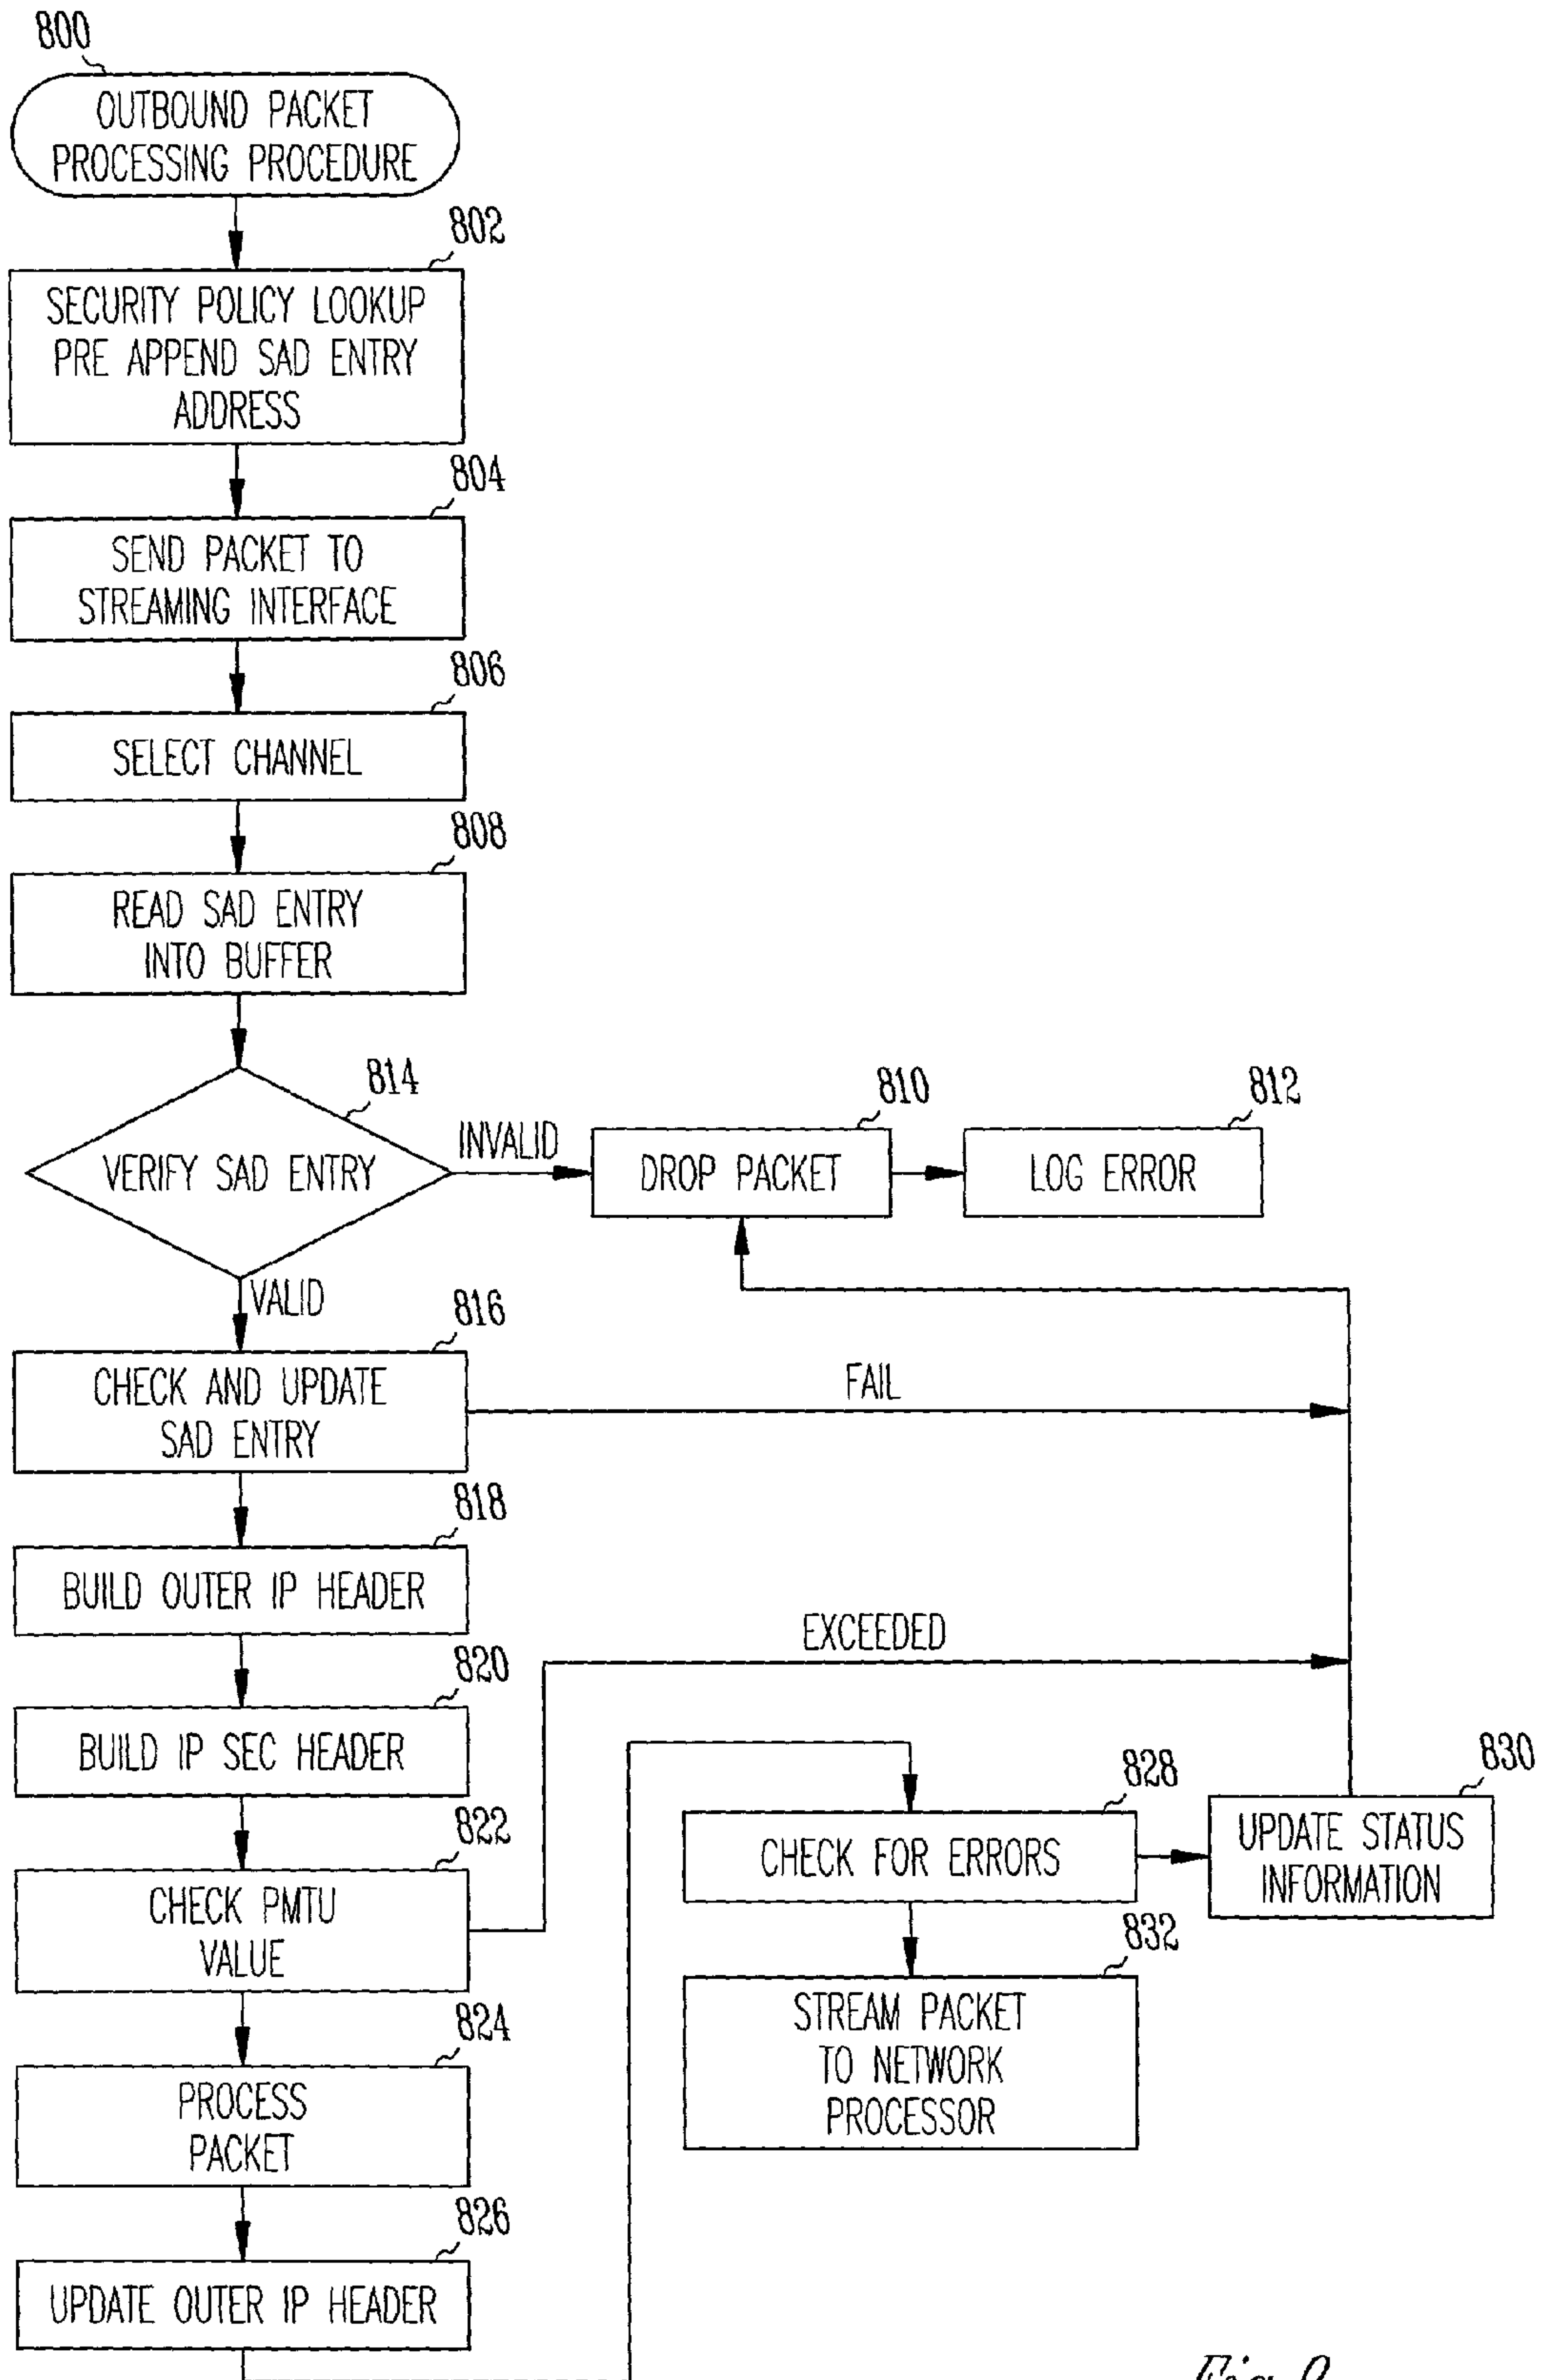 800
OUTBOUND PACKET
PROCESSING PROCEDURE
802
SECURITY POLICY LOOKUP
PRE APPEND SAD ENTRY
ADDRESS
804
SEND PACKET TO
STREAMING INTERFACE
806
SELECT CHANNEL
808
READ SAD ENTRY
INTO BUFFER
814
VERIFY SAD ENTRY
INVALID
810
DROP PACKET
812
LOG ERROR
VALID
816
CHECK AND UPDATE
SAD ENTRY
FAIL
818
BUILD OUTER IP HEADER
EXCEEDED
820
BUILD IP SEC HEADER
822
CHECK PMTU
VALUE
828
CHECK FOR ERRORS
830
UPDATE STATUS
INFORMATION
832
STREAM PACKET
TO NETWORK
PROCESSOR
824
PROCESS
PACKET
826
UPDATE OUTER IP HEADER